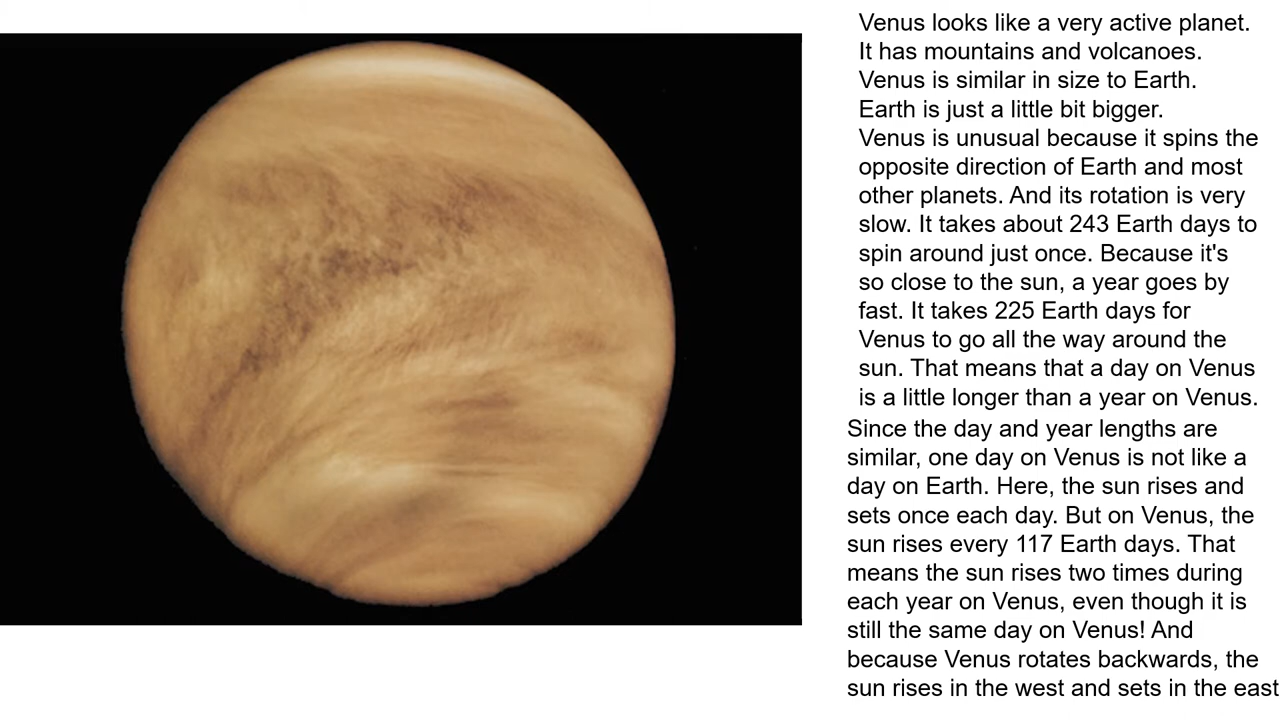 Venus looks like a very active planet.
It has mountains and volcanoes.
Venus is similar in size to Earth.
Earth is just a little bit bigger.
Venus is unusual because it spins the
opposite direction of Earth and most
other planets. And its rotation is very
slow. It takes about 243 Earth days to
spin around just once. Because it's
so close to the sun, a year goes by
fast. It takes 225 Earth days for
Venus to go all the way around the
sun. That means that a day on Venus
is a little longer than a year on Venus.
Since the day and year lengths are
similar, one day on Venus is not like a
day on Earth. Here, the sun rises and
sets once each day. But on Venus, the
sun rises every 117 Earth days. That
means the sun rises two times during
each year on Venus, even though it is
still the same day on Venus! And
because Venus rotates backwards, the
sun rises in the west and sets in the east